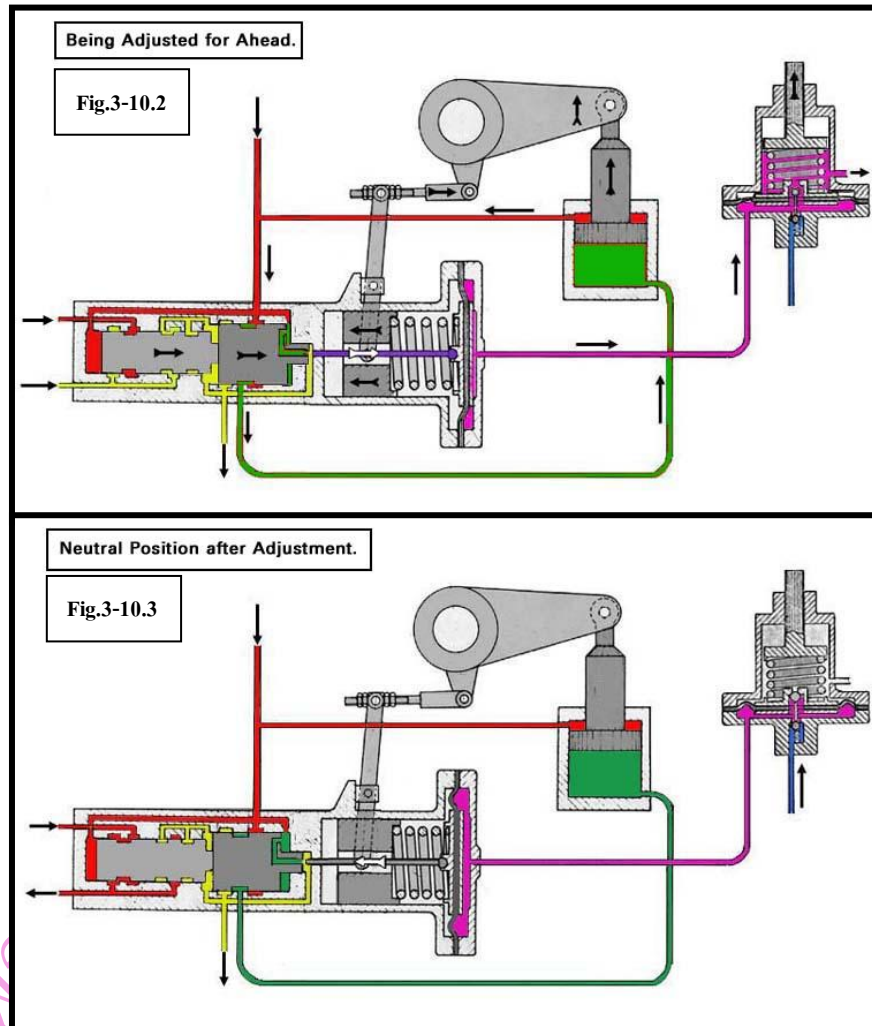 Being Adjusted for Ahead.
Fig.3-10.2
Neutral Position after Adjustment.
Fig.3-10.3